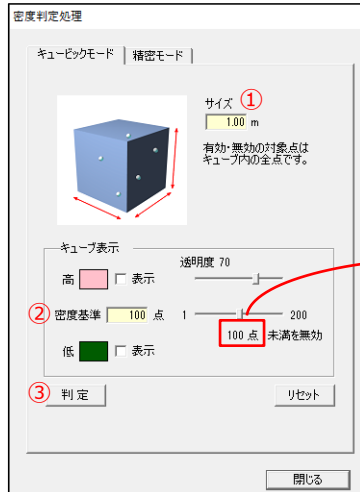 密度判定処理
キュービックモード 精密モード
サイズ ①
1.00 m
有効・無効の対象点は
キューブ内の全点です。
キューブ表示
透明度 70
高 表示
② 密度基準 100 点 1 200
100 点 未満を無効
低 表示
③ 判定 リセット
閉じる